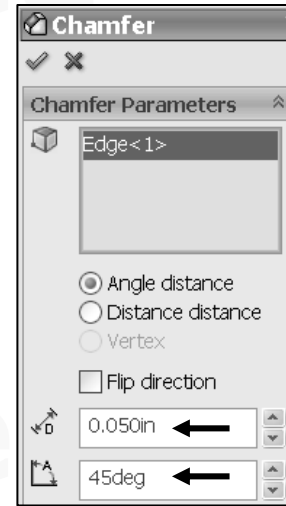 Chamfer
Chamfer Parameters
Edge<1>
Angle distance
Distance distance
Vertex
Flip direction
D
0.050in
A
45deg